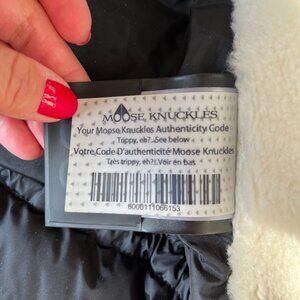 MOOSE KNUCKLES
Your Moose Knuckles Authenticity Code
Trippy, eh?..See below
Votre Code D'authenticité Moose Knuckles
Très trippy, eh?..Voir en bas
8000111066153